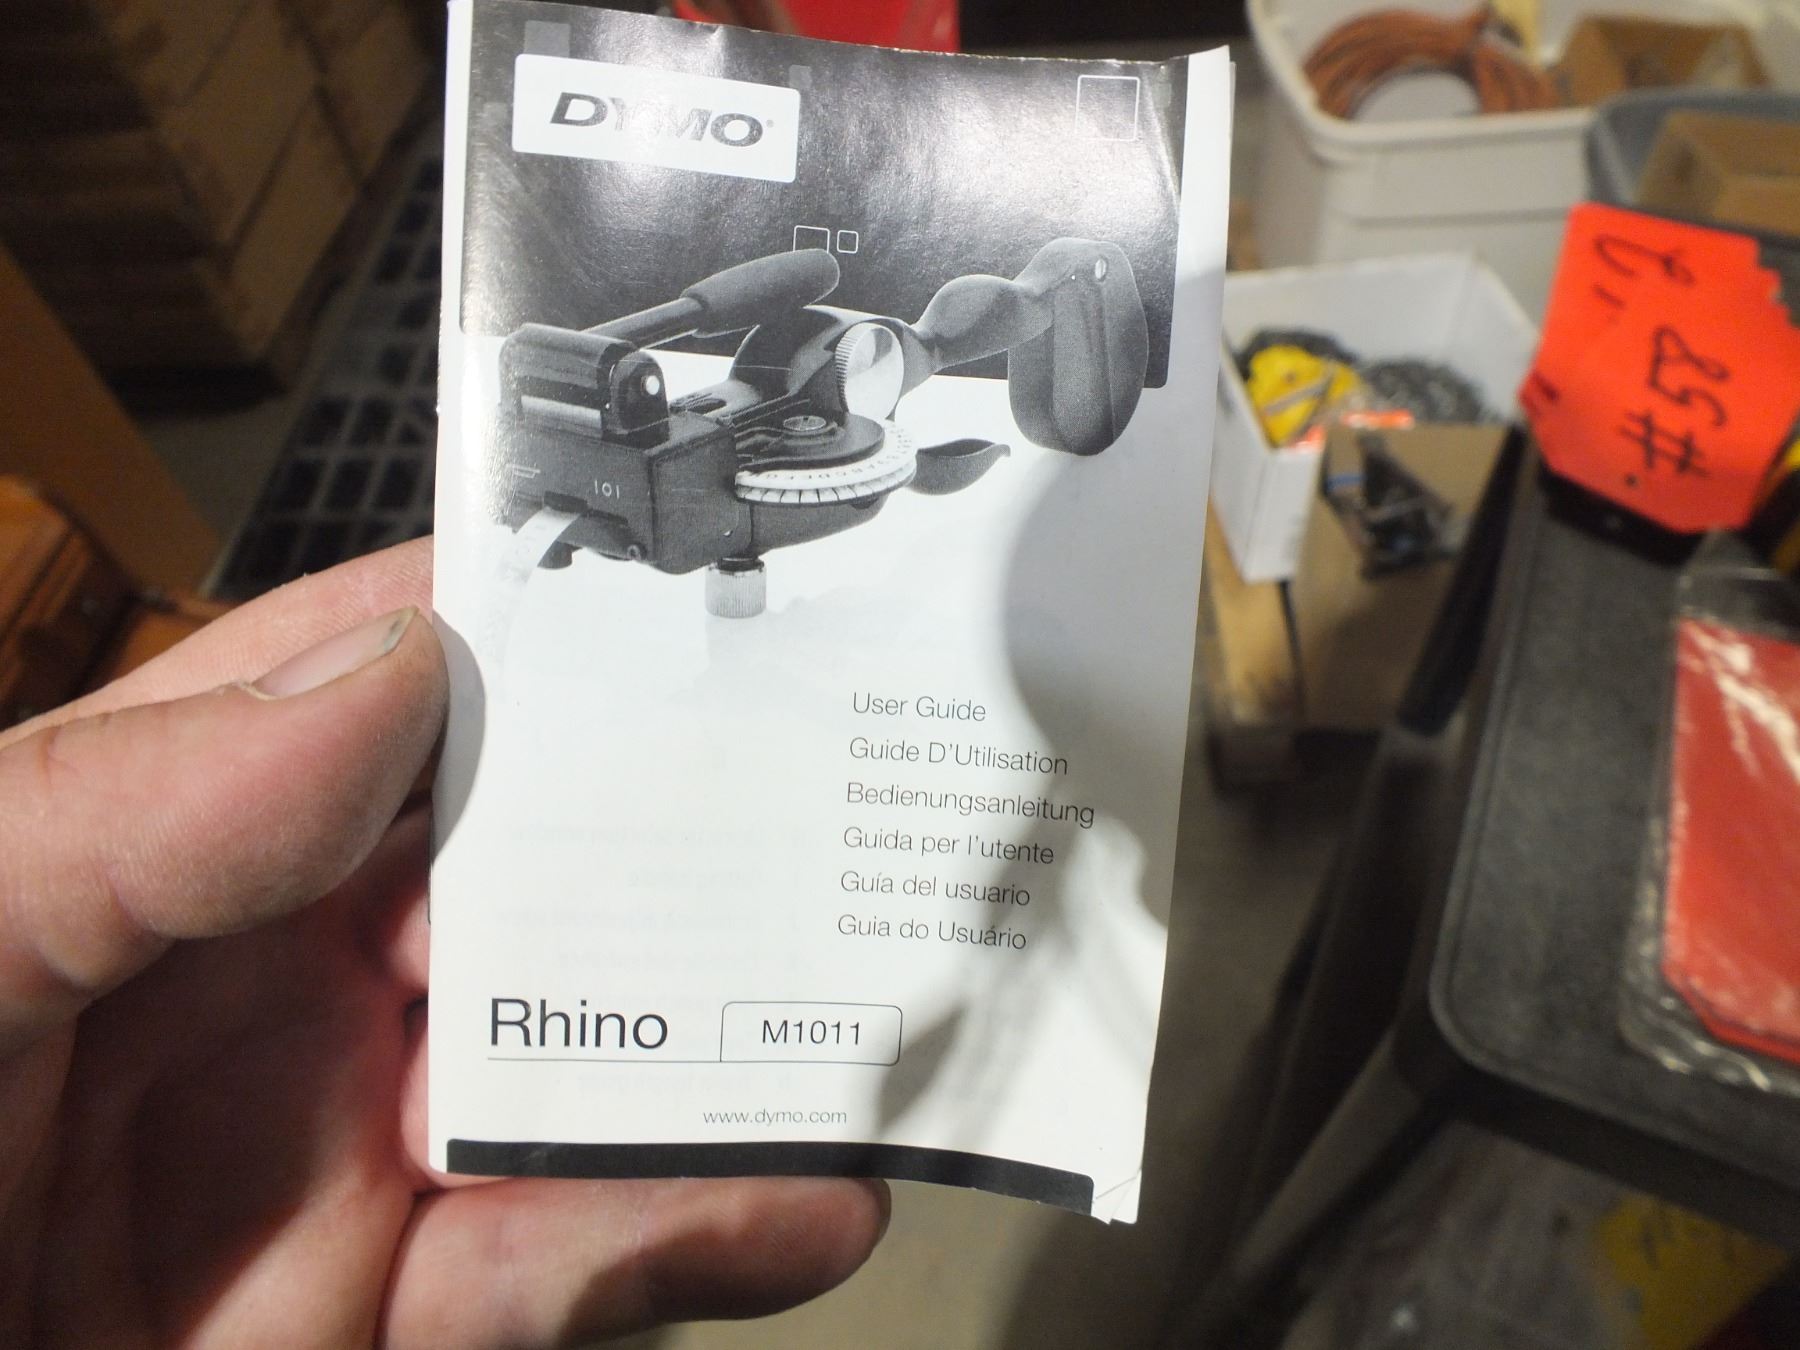 DYMO
101
User Guide
Guide D'Utilisation
Bedienungsanleitung
Guida per l'utente
Guía del usuario
Guia do Usuário
Rhino
M1011
www.dymo.com
#58